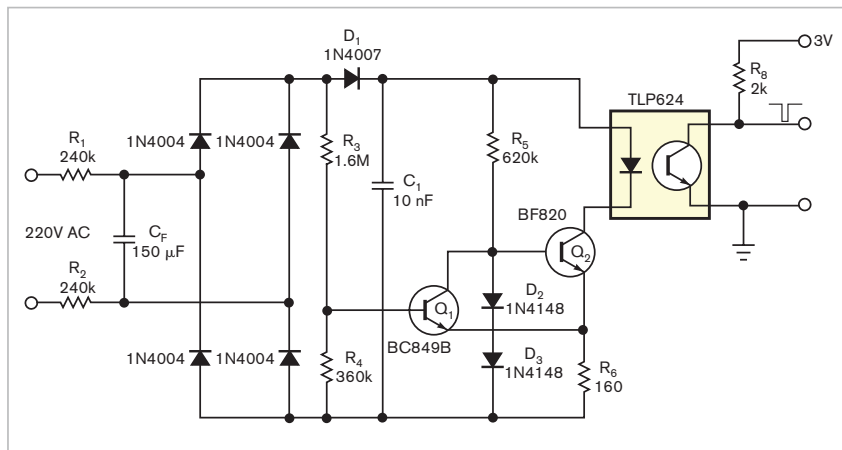 D1
1N4007
3V
R8
2k
TLP624
R1
240k
1N4004 1N4004
R3
1.6M
R5
620k
C1
10 nF
BF820
220V AC
CF
150 µF
Q2
R2
240k
Q1
D2
1N4148
BC849B
1N4004 1N4004
R4
360k
D3
1N4148
R6
160